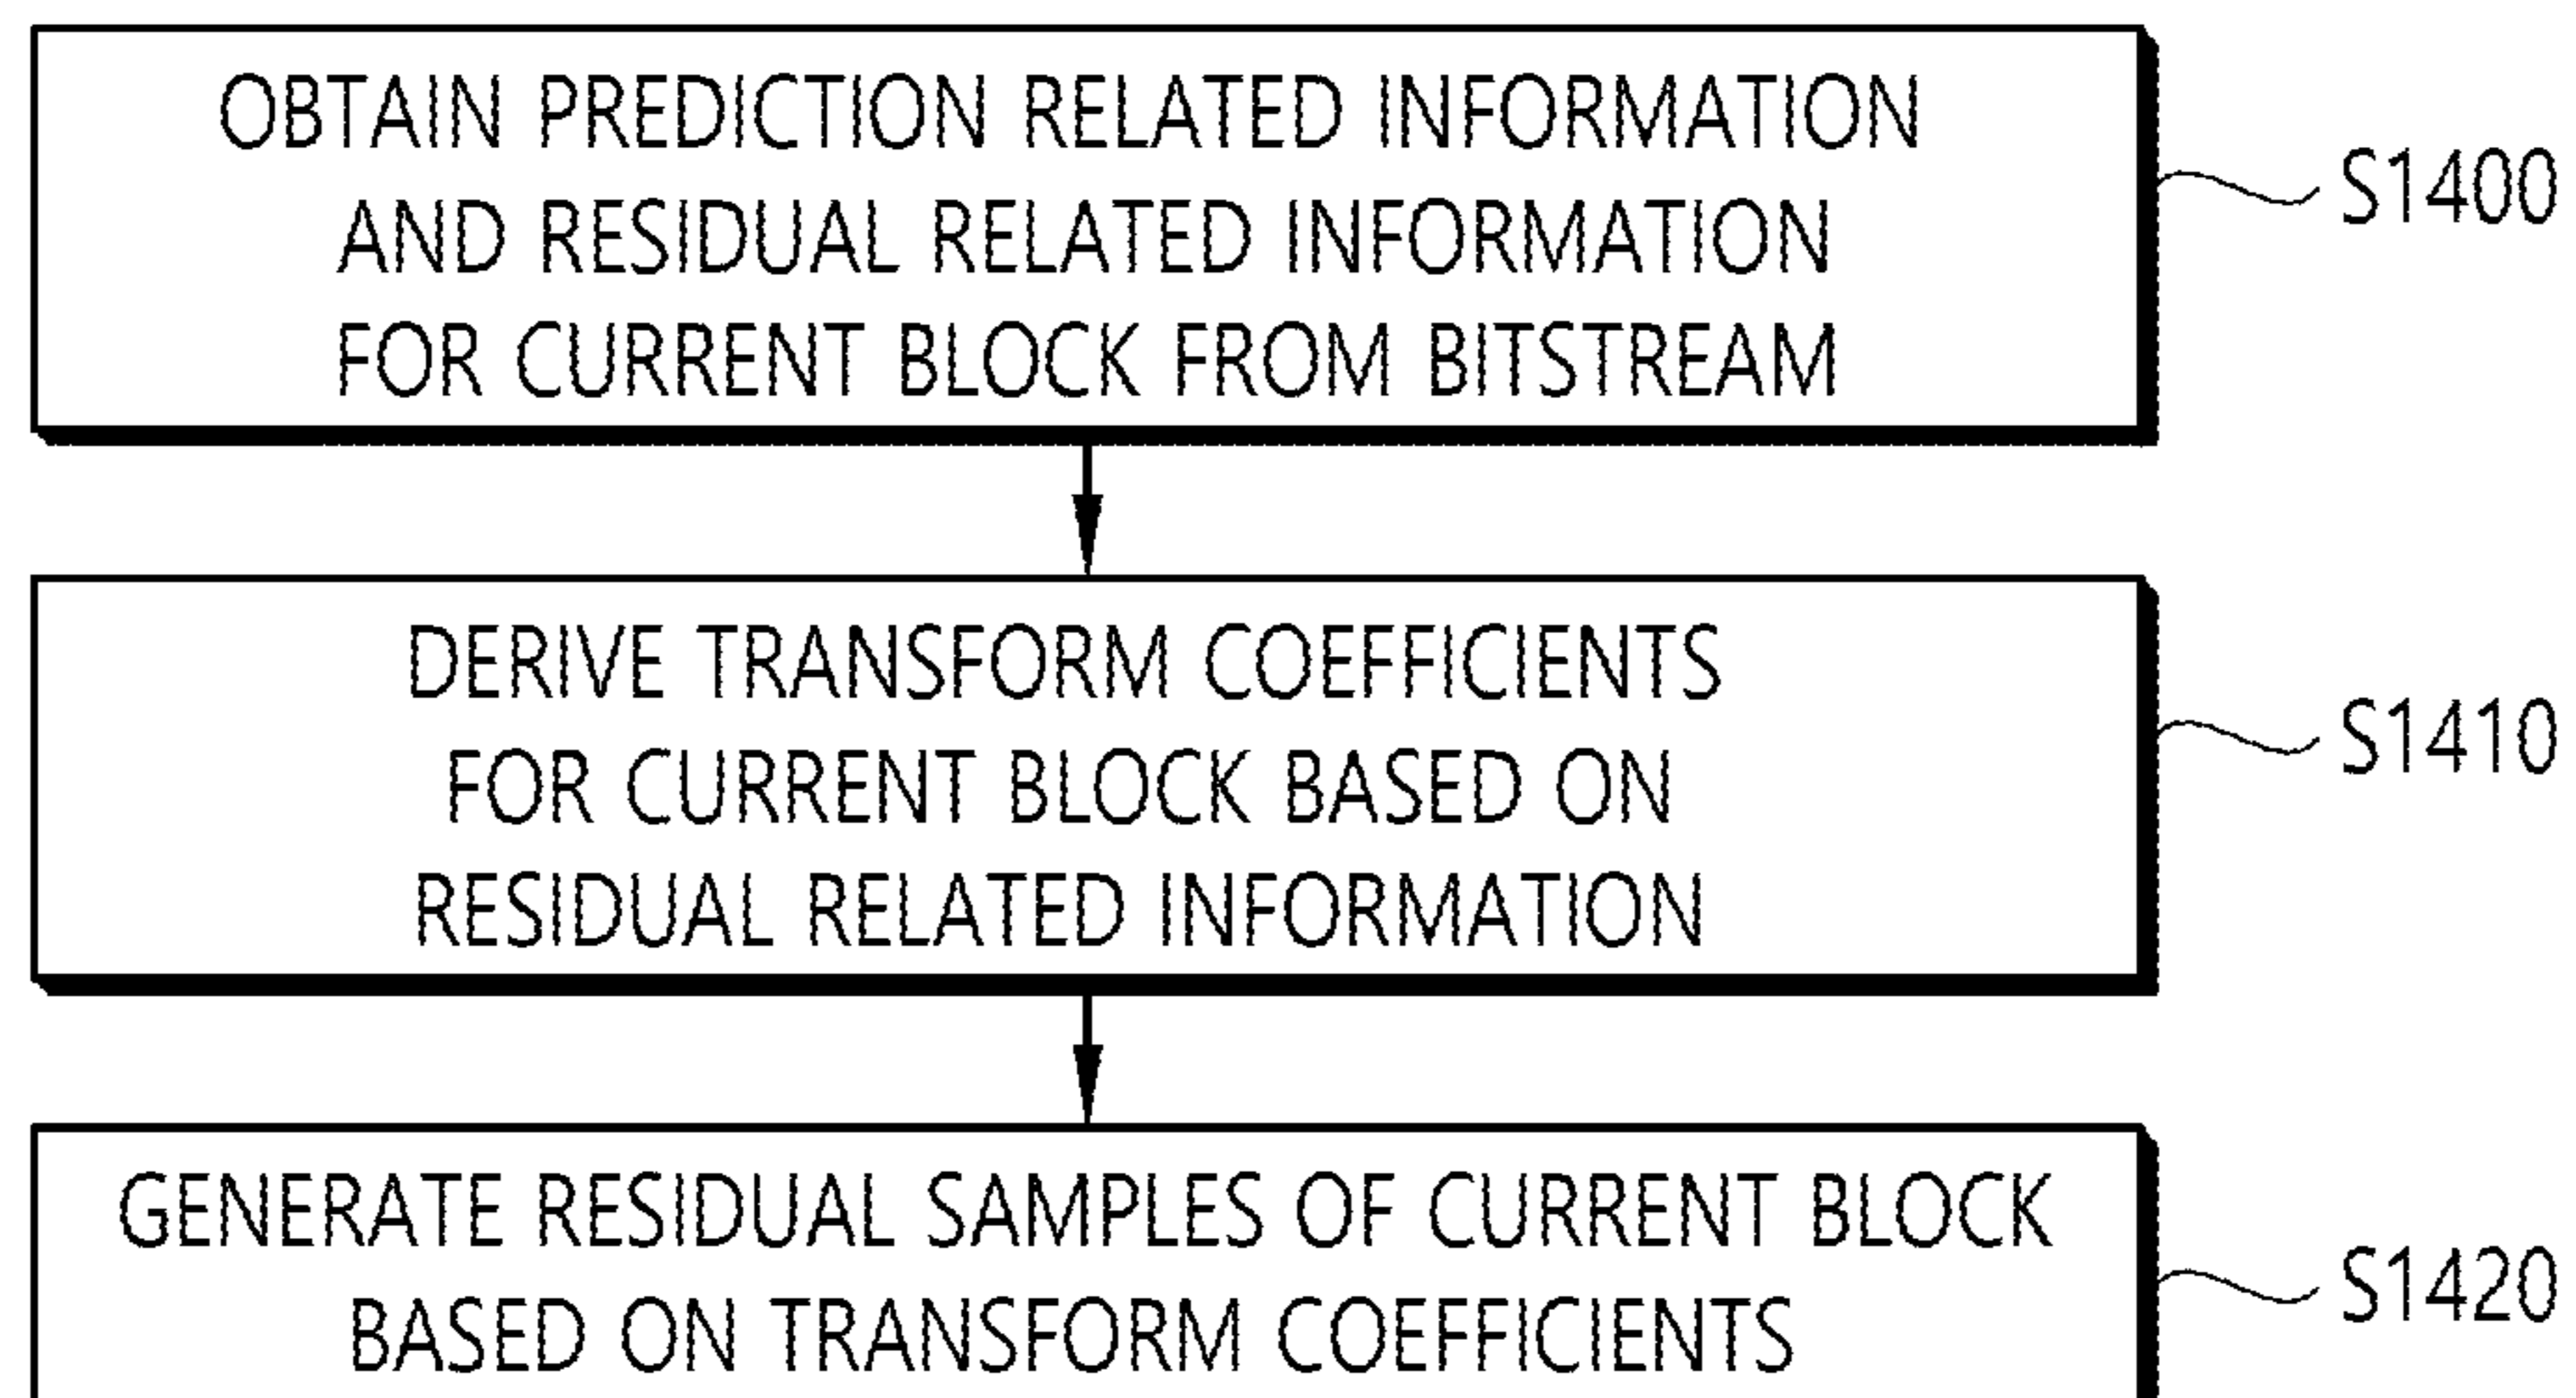 OBTAIN PREDICTION RELATED INFORMATION
AND RESIDUAL RELATED INFORMATION
FOR CURRENT BLOCK FROM BITSTREAM
S1400
DERIVE TRANSFORM COEFFICIENTS
FOR CURRENT BLOCK BASED ON
RESIDUAL RELATED INFORMATION
S1410
GENERATE RESIDUAL SAMPLES OF CURRENT BLOCK
BASED ON TRANSFORM COEFFICIENTS
S1420